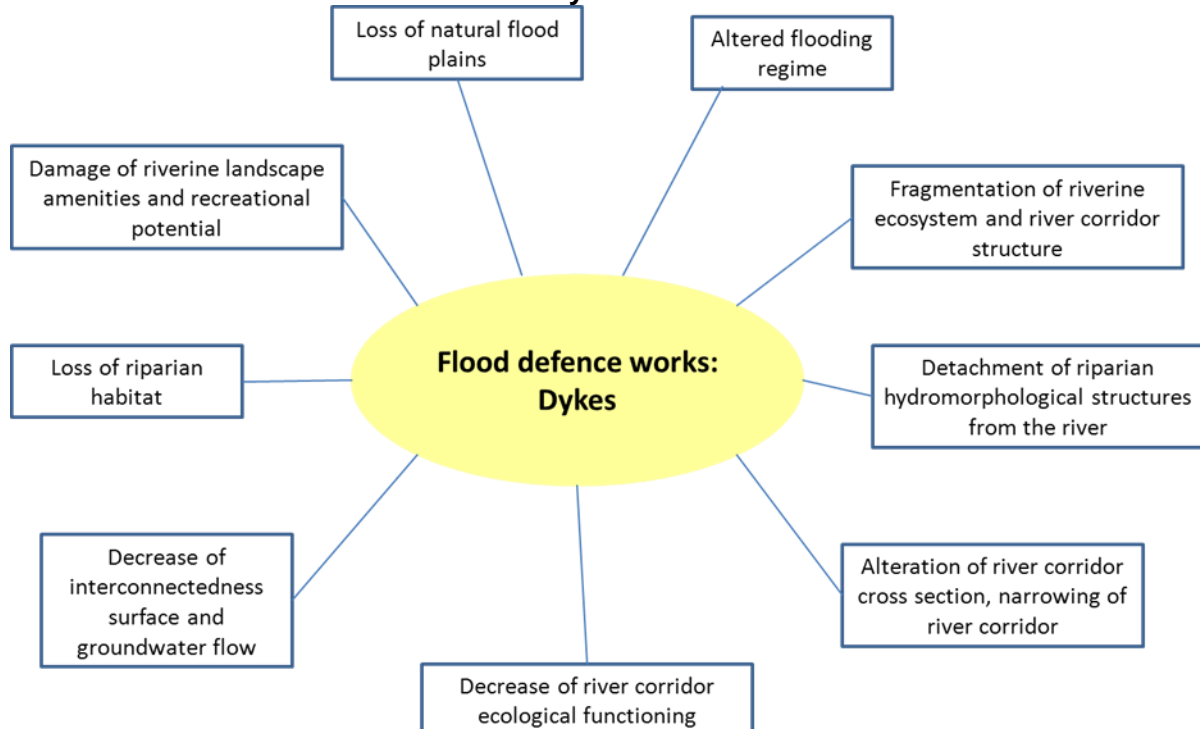 Loss of natural flood
plains
Altered flooding
regime
Damage of riverine landscape
amenities and recreational
potential
Fragmentation of riverine
ecosystem and river corridor
structure
Flood defence works:
Dykes
Loss of riparian
habitat
Detachment of riparian
hydromorphological structures
from the river
Decrease of
interconnectedness
surface and
groundwater flow
Alteration of river corridor
cross section, narrowing of
river corridor
Decrease of river corridor
ecological functioning